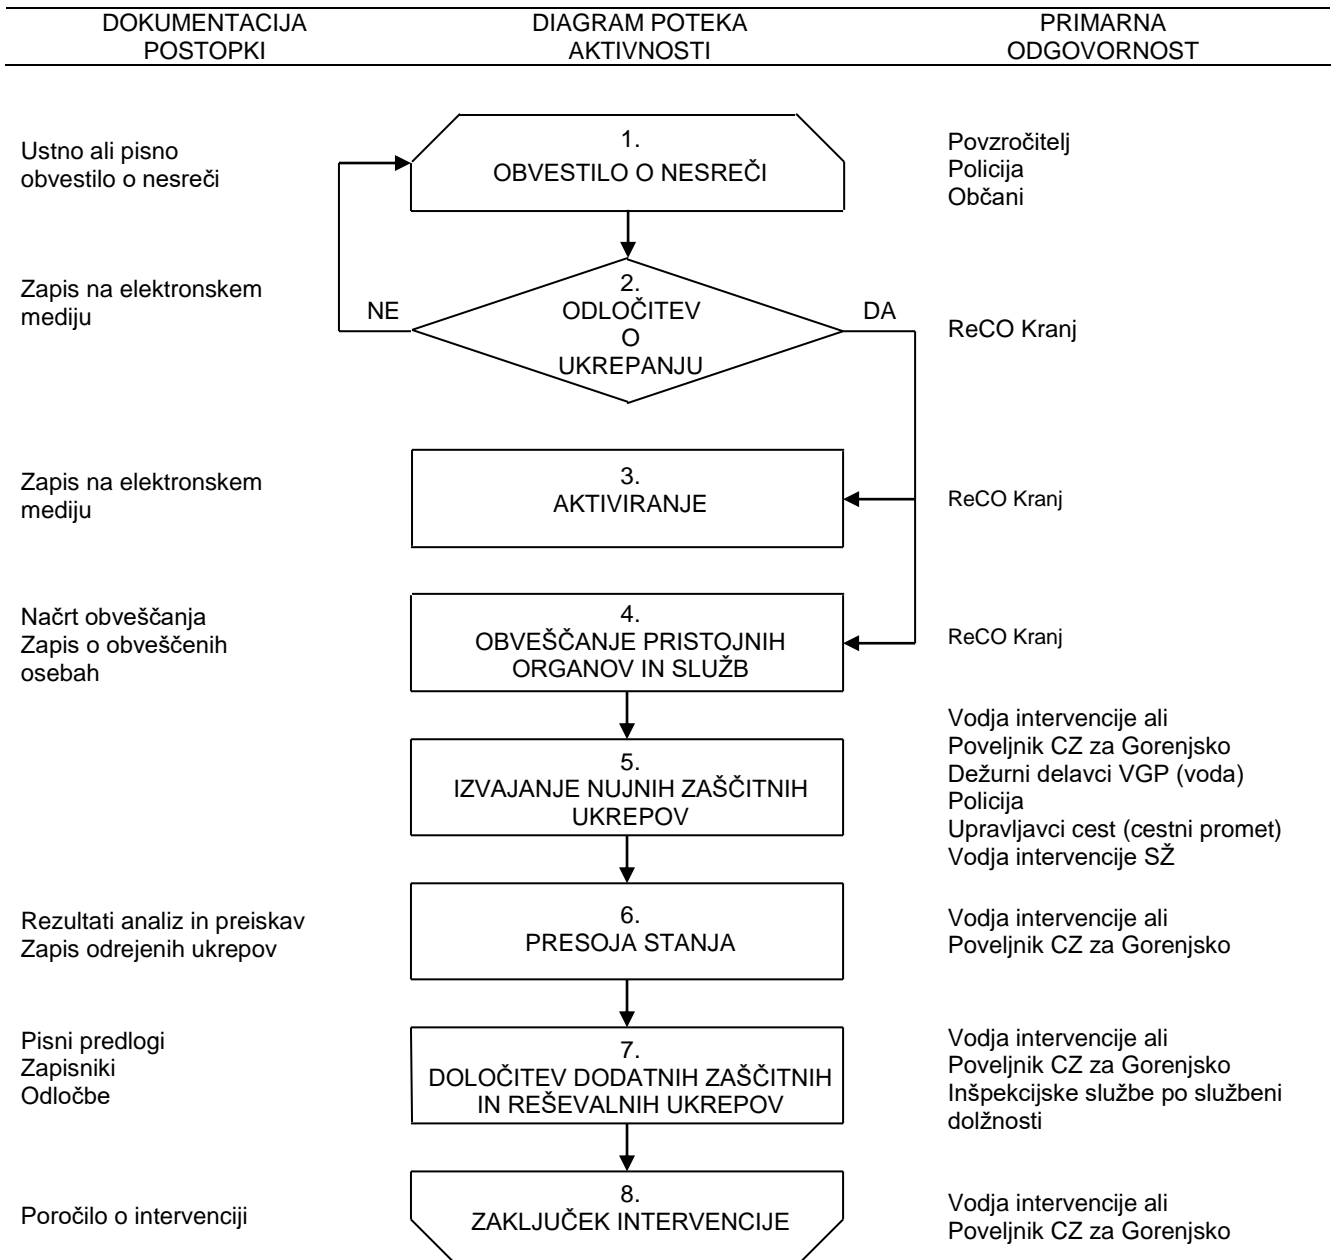 DOKUMENTACIJA
POSTOPKI
DIAGRAM POTEKA
AKTIVNOSTI
PRIMARNA
ODGOVORNOST
Ustno ali pisno
obvestilo o nesreči
1.
OBVESTILO O NESREČI
Povzročitelj
Policija
Občani
Zapis na elektronskem
mediju
NE
2.
ODLOČITEV
O
UKREPANJU
DA
ReCO Kranj
Zapis na elektronskem
mediju
3.
AKTIVIRANJE
ReCO Kranj
Načrt obveščanja
Zapis o obveščenih
osebah
4.
OBVEŠČANJE PRISTOJNIH
ORGANOV IN SLUŽB
ReCO Kranj
5.
IZVAJANJE NUJNIH ZAŠČITNIH
UKREPOV
Vodja intervencije ali
Poveljnik CZ za Gorenjsko
Dežurni delavci VGP (voda)
Policija
Upravljavci cest (cestni promet)
Vodja intervencije SŽ
Rezultati analiz in preiskav
Zapis odrejenih ukrepov
6.
PRESOJA STANJA
Vodja intervencije ali
Poveljnik CZ za Gorenjsko
Pisni predlogi
Zapisniki
Odločbe
7.
DOLOČITEV DODATNIH ZAŠČITNIH
IN REŠEVALNIH UKREPOV
Vodja intervencije ali
Poveljnik CZ za Gorenjsko
Inšpekcijske službe po službeni
dolžnosti
Poročilo o intervenciji
8.
ZAKLJUČEK INTERVENCIJE
Vodja intervencije ali
Poveljnik CZ za Gorenjsko